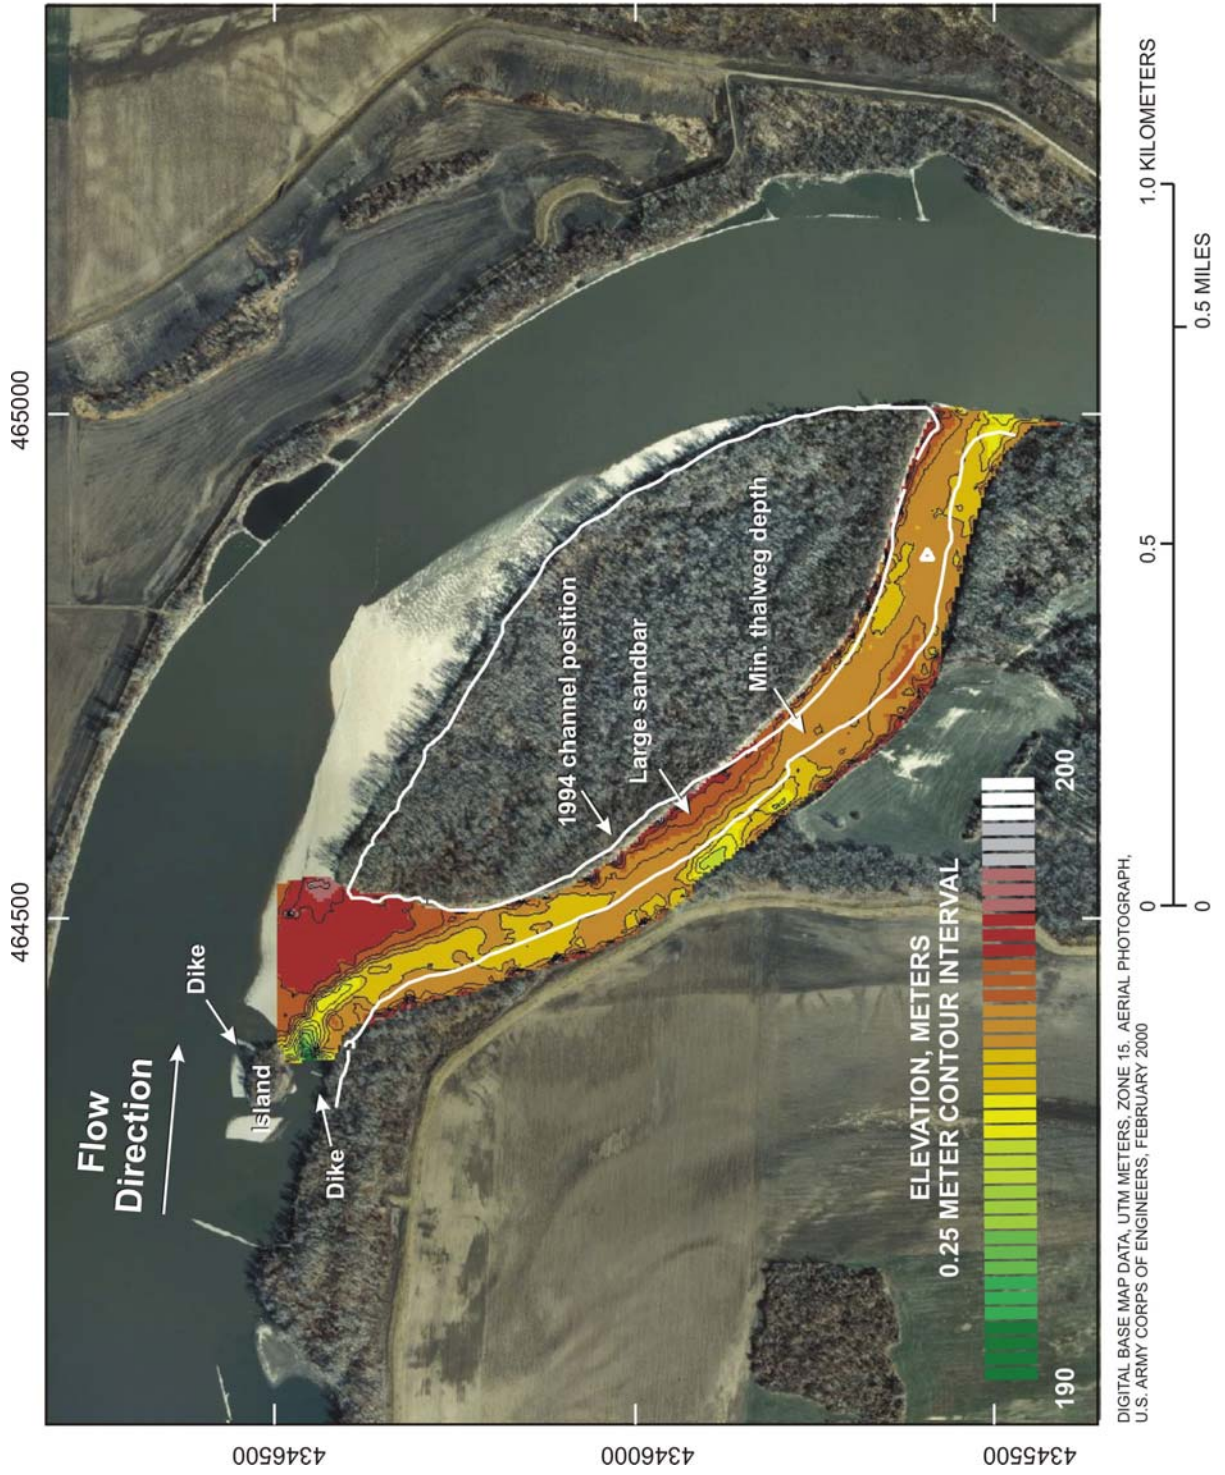 465000
464500
Flow
Direction
Dike
Island
Dike
1994 channel position
Large sandbar
Min. thalweg depth
ELEVATION, METERS
0.25 METER CONTOUR INTERVAL
190
200
4346500
4346000
4345500
0
0.5
1.0 KILOMETERS
0
0.5 MILES
DIGITAL BASE MAP DATA, UTM METERS, ZONE 15. AERIAL PHOTOGRAPH,
U.S. ARMY CORPS OF ENGINEERS, FEBRUARY 2000